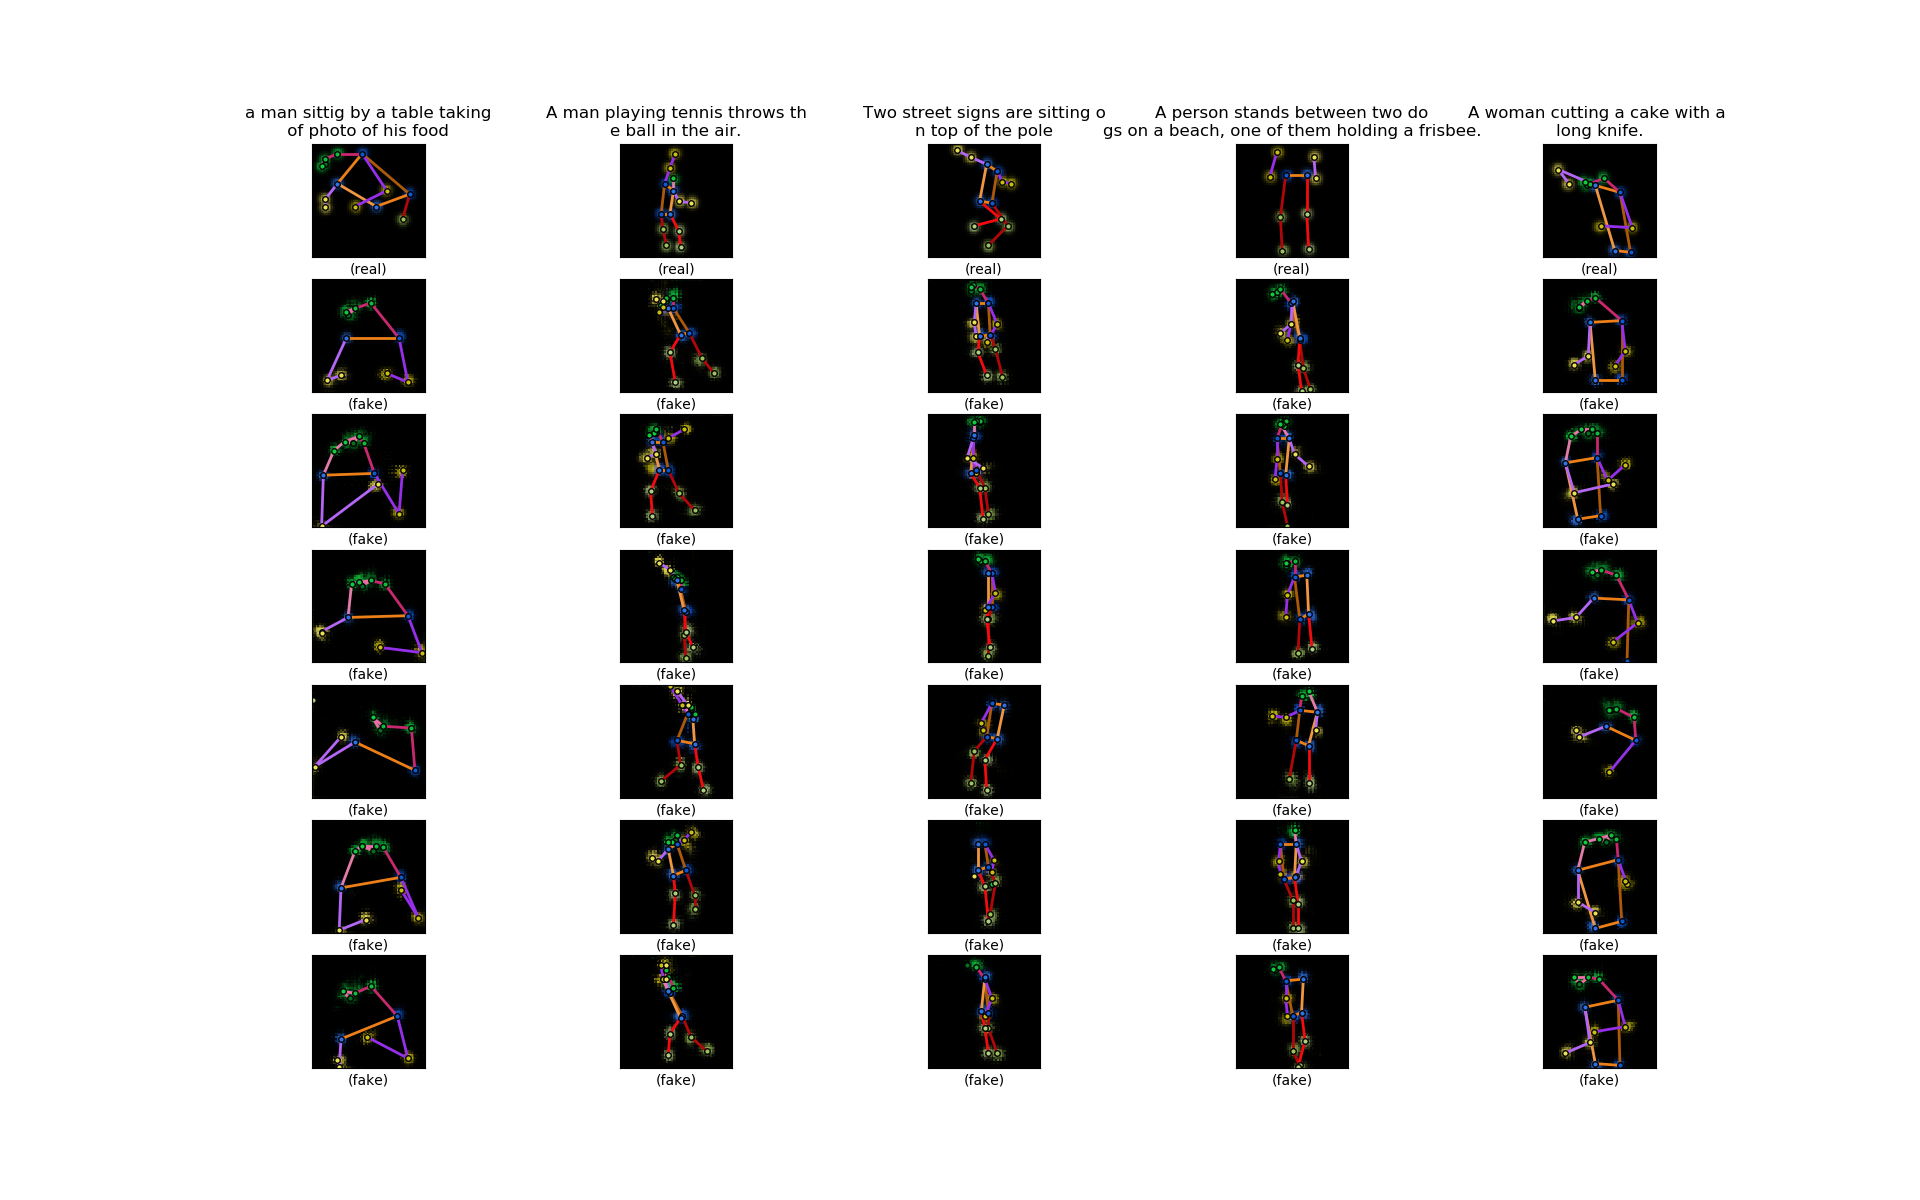 a man sittig by a table taking
of photo of his food
A man playing tennis throws th
e ball in the air.
Two street signs are sitting o
n top of the pole
A person stands between two do
gs on a beach, one of them holding a frisbee.
A woman cutting a cake with a
long knife.
(real) (real) (real) (real) (real)
(fake) (fake) (fake) (fake) (fake)
(fake) (fake) (fake) (fake) (fake)
(fake) (fake) (fake) (fake) (fake)
(fake) (fake) (fake) (fake) (fake)
(fake) (fake) (fake) (fake) (fake)
(fake) (fake) (fake) (fake) (fake)